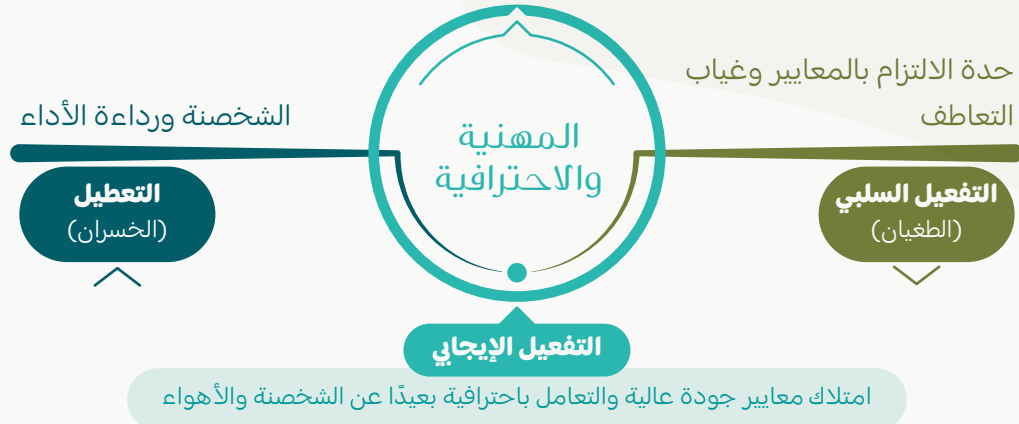 حدة الالتزام بالمعايير وغياب
التعاطف
التفعيل السلبي
(الطغيان)
المهنية
والاحترافية
الشخصنة ورداءة الأداء
التعطيل
(الخسران)
التفعيل الإيجابي
امتلاك معايير جودة عالية والتعامل باحترافية بعيدًا عن الشخصنة والأهواء